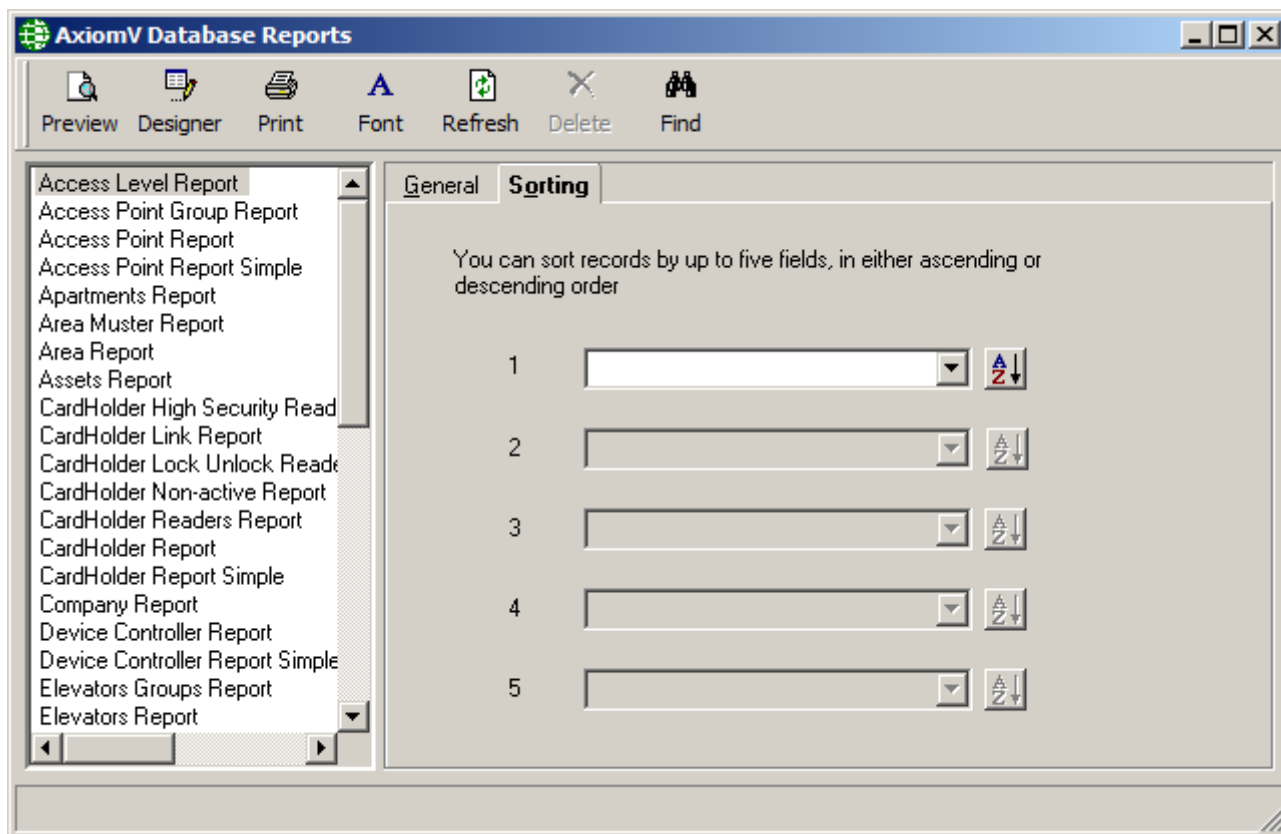 AxiomV Database Reports
Preview Designer Print Font Refresh Delete Find
Access Level Report
Access Point Group Report
Access Point Report
Access Point Report Simple
Apartments Report
Area Muster Report
Area Report
Assets Report
CardHolder High Security Read
CardHolder Link Report
CardHolder Lock Unlock Reade
CardHolder Non-active Report
CardHolder Readers Report
CardHolder Report
CardHolder Report Simple
Company Report
Device Controller Report
Device Controller Report Simple
Elevators Groups Report
Elevators Report
General Sorting
You can sort records by up to five fields, in either ascending or
descending order
1
2
3
4
5